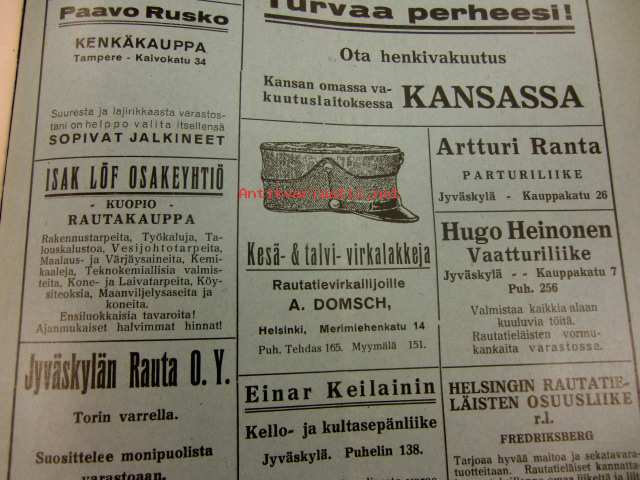 Paavo Rusko
KENKÄKAUPPA
Tampere - Kaivokatu 34
Suuresta ja lajirikkaasta varastos-
tani on helppo valita itsellensä
SOPIVAT JALKINEET
ISAK LÖF OSAKEYHTIÖ
- KUOPIO -
RAUTAKAUPPA
Rakennustarpeita, Työkaluja, Ta-
louskalustoa, Vesijohtotarpeita,
Maalaus- ja Värjäysaineita, Kemi-
kaaleja, Teknokemiallisia valmis-
teita, Kone- ja Laivatarpeita, Köy-
siteoksia, Maanviljelysaseita ja
koneita.
Ensiluokkaisia tavaroita!
Ajanmukaiset halvimmat hinnat!
Jyväskylän Rauta O. Y.
Torin varrella.
Suosittelee monipuolista
varastoaan.
Turvaa perheesi!
Ota henkivakuutus
Kansan omassa va-
kuutuslaitoksessa
KANSASSA
Antikvariaatti.net
Kesä- & talvi- virkalakkeja
Rautatievirkailijoille
A. DOMSCH,
Helsinki, Merimiehenkatu 14
Puh. Tehdas 165. Myymälä 151.
Einar Keilainin
Kello- ja kultasepänliike
Jyväskylä. Puhelin 138.
Artturi Ranta
PARTURILIIKE
Jyväskylä - Kauppakatu 26
Hugo Heinonen
Vaatturiliike
Jyväskylä - - Kauppakatu 7
Puh. 256
Valmistaa kaikkia alaan
kuuluvia töitä.
Rautatieläisten vormu-
kankaita varastossa.
HELSINGIN RAUTATIE-
LÄISTEN OSUUSLIIKE
r.l.
FREDRIKSBERG
Tarjoaa hyvää maitoa ja sekatavara-
tuotteitaan. Rautatieläiset kannatta-